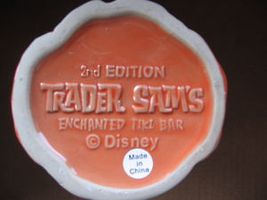 2nd EDITION
TRADER SAM'S
ENCHANTED TIKI BAR
© Disney
Made
in
China